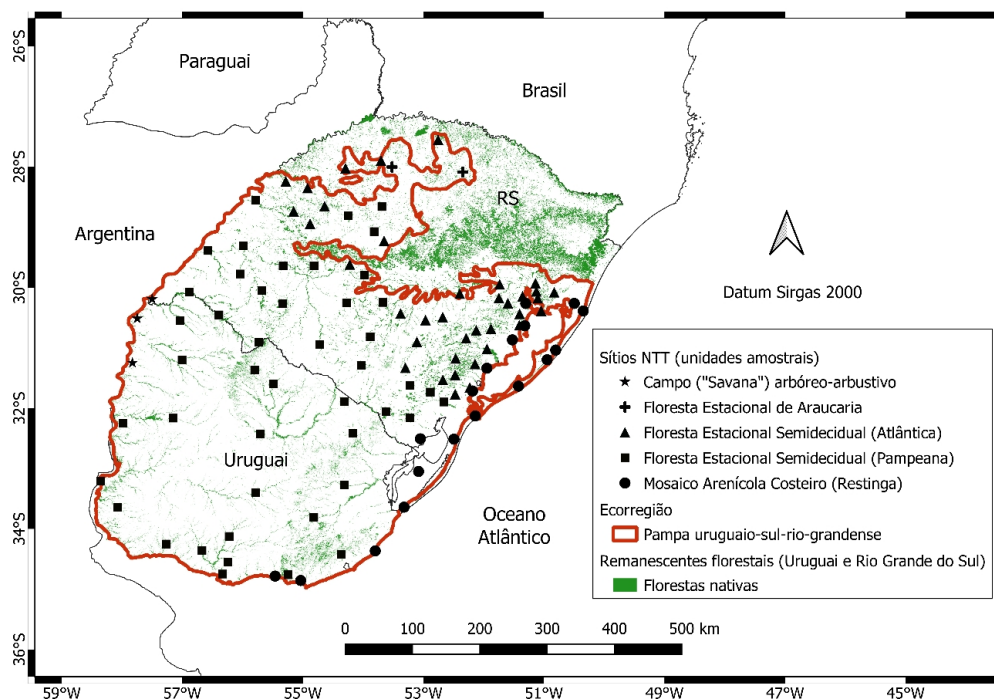 26°S
28°S
30°S
32°S
34°S
36°S
Paraguai
Brasil
RS
Argentina
Uruguai
Oceano
Atlântico
Datum Sirgas 2000
Sítios NTT (unidades amostrais)
Campo ("Savana") arbóreo-arbustivo
Floresta Estacional de Araucaria
Floresta Estacional Semidecidual (Atlântica)
Floresta Estacional Semidecidual (Pampeana)
Mosaico Arenícola Costeiro (Restinga)
Ecorregião
Pampa uruguaio-sul-rio-grandense
Remanescentes florestais (Uruguai e Rio Grande do Sul)
Florestas nativas
0 100 200 300 400 500 km
59°W 57°W 55°W 53°W 51°W 49°W 47°W 45°W